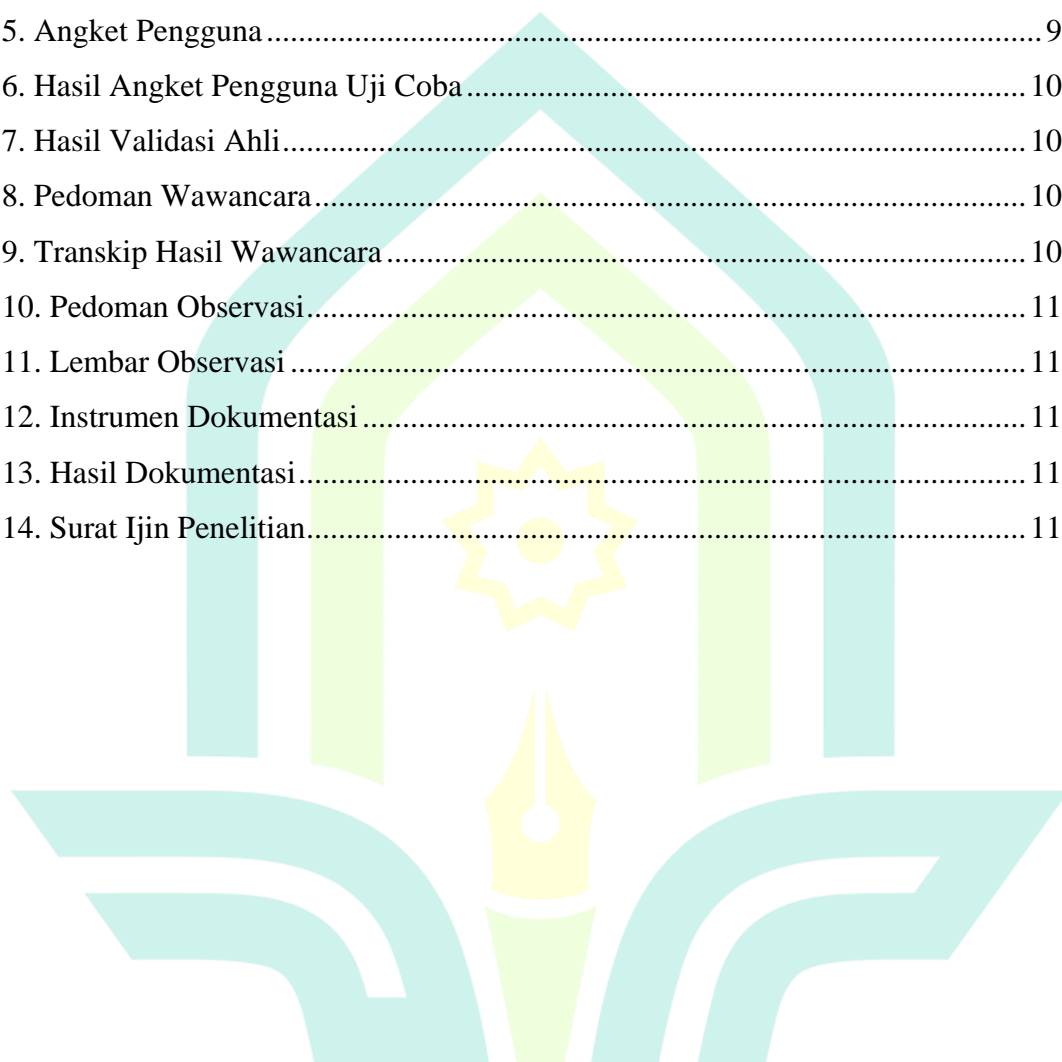 5. Angket Pengguna ........................................................................................... 9
6. Hasil Angket Pengguna Uji Coba ................................................................. 10
7. Hasil Validasi Ahli ....................................................................................... 10
8. Pedoman Wawancara ................................................................................... 10
9. Transkip Hasil Wawancara ........................................................................... 10
10. Pedoman Observasi .................................................................................... 11
11. Lembar Observasi ...................................................................................... 11
12. Instrumen Dokumentasi .............................................................................. 11
13. Hasil Dokumentasi ..................................................................................... 11
14. Surat Ijin Penelitian .................................................................................... 11